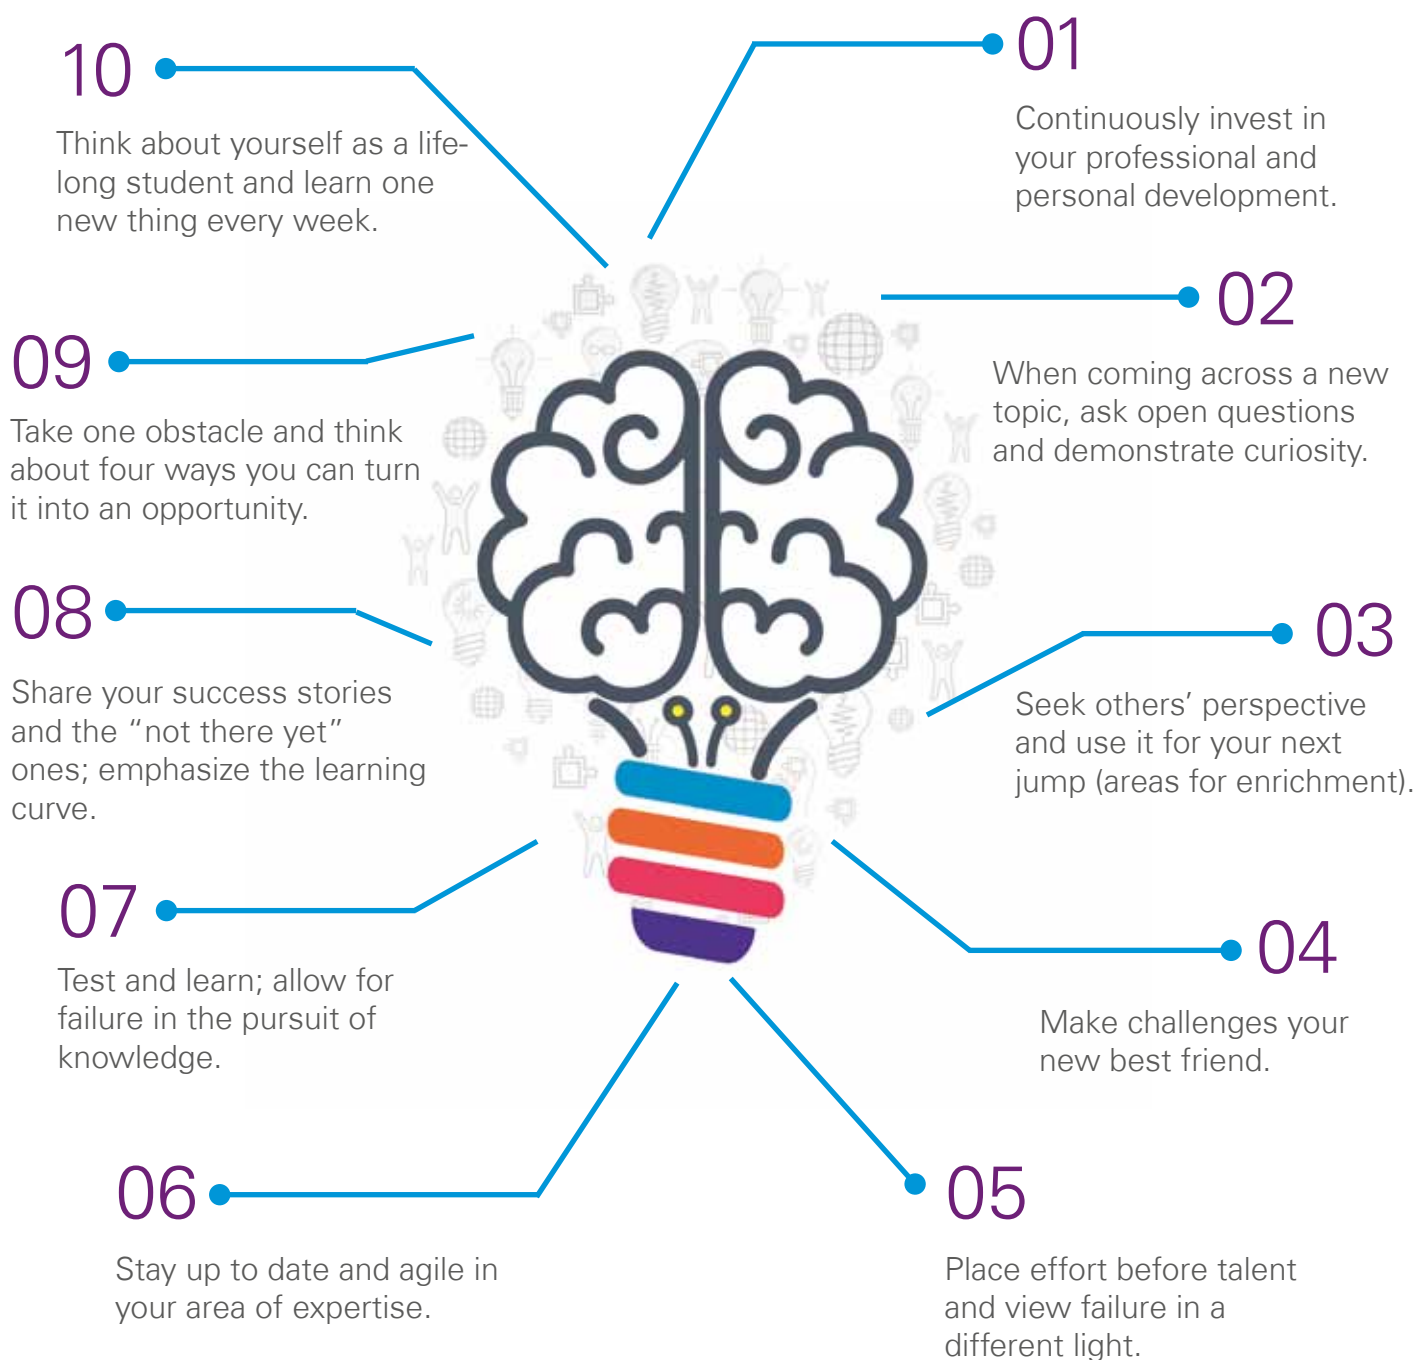 01
Continuously invest in
your professional and
personal development.
02
When coming across a new
topic, ask open questions
and demonstrate curiosity.
03
Seek others’ perspective
and use it for your next
jump (areas for enrichment).
04
Make challenges your
new best friend.
05
Place effort before talent
and view failure in a
different light.
06
Stay up to date and agile in
your area of expertise.
07
Test and learn; allow for
failure in the pursuit of
knowledge.
08
Share your success stories
and the “not there yet”
ones; emphasize the learning
curve.
09
Take one obstacle and think
about four ways you can turn
it into an opportunity.
10
Think about yourself as a life-
long student and learn one
new thing every week.